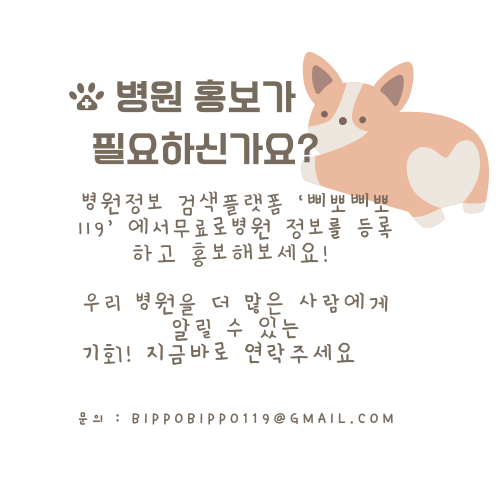 병원 홍보가
필요하신가요?
병원정보 검색플랫폼 ‘삐뽀삐뽀
119’ 에서무료로병원 정보를 등록
하고 홍보해보세요!
우리 병원을 더 많은 사람에게
알릴 수 있는
기회! 지금바로 연락주세요
문의 : BIPPOBIPPO119@GMAIL.COM